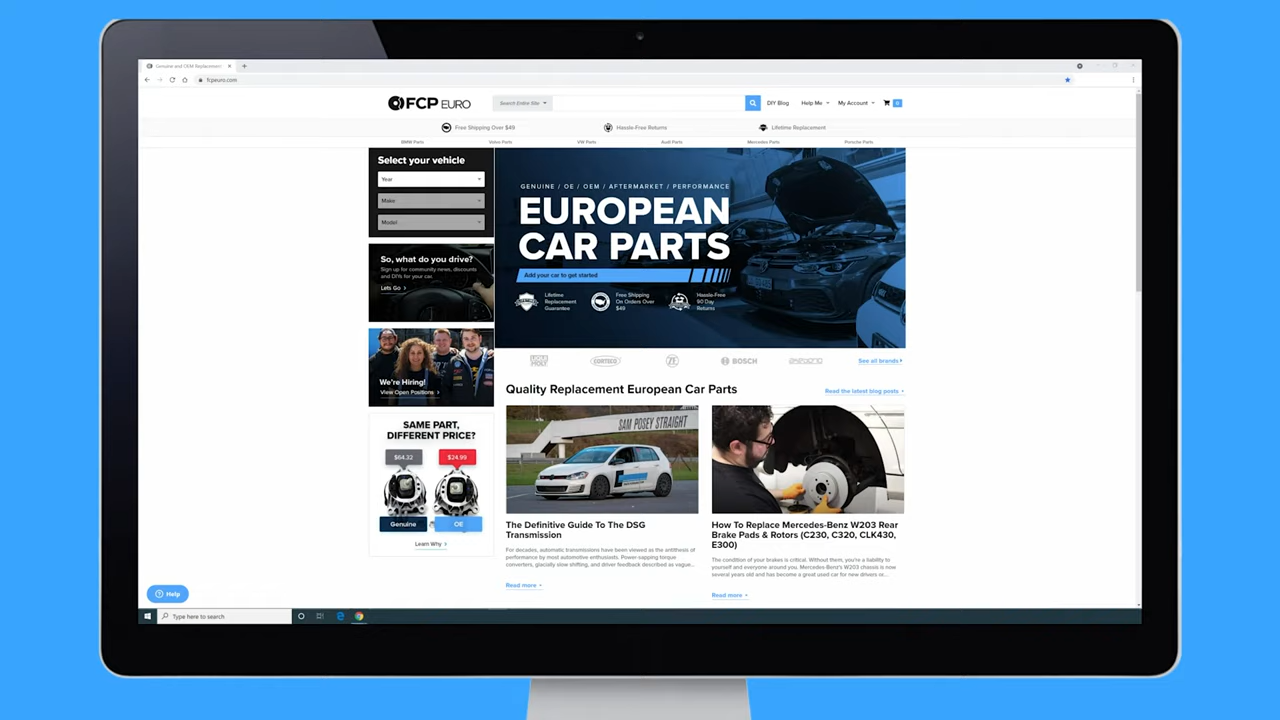 Genuine and OEM Replacement
fcpeuro.com
FCP EURO
Search Entire Site
DIY Blog
Help Me
My Account
0
Free Shipping Over $49
Hassle-Free Returns
Lifetime Replacement
BMW Parts
Volvo Parts
VW Parts
Audi Parts
Mercedes Parts
Porsche Parts
Select your vehicle
Year
Make
Model
GENUINE / OE / OEM / AFTERMARKET / PERFORMANCE
EUROPEAN
CAR PARTS
Add your car to get started
Lifetime
Replacement
Guarantee
Free Shipping
On Orders Over
$49
Hassle-Free
90 Day
Returns
So, what do you drive?
Sign up for community news, discounts
and DIYs for your car.
Lets Go
We're Hiring!
View Open Positions
LIQUI
MOLY
CORTECO
ZF
BOSCH
See all brands
Quality Replacement European Car Parts
Read the latest blog posts
SAME PART,
DIFFERENT PRICE?
$64.32
$24.99
Genuine
OE
Learn Why
SAM POSEY STRAIGHT
The Definitive Guide To The DSG
Transmission
For decades, automatic transmissions have been viewed as the antithesis of
performance by most automotive enthusiasts. Power-sapping torque
converters, glacially slow shifting, and driver feedback described as vague...
Read more
How To Replace Mercedes-Benz W203 Rear
Brake Pads & Rotors (C230, C320, CLK430,
E300)
The condition of your brakes is critical. Without them, you're a liability to
yourself and everyone around you. Mercedes-Benz's W203 chassis is now
several years old and has become a great used car for new drivers or...
Read more
Help
Type here to search